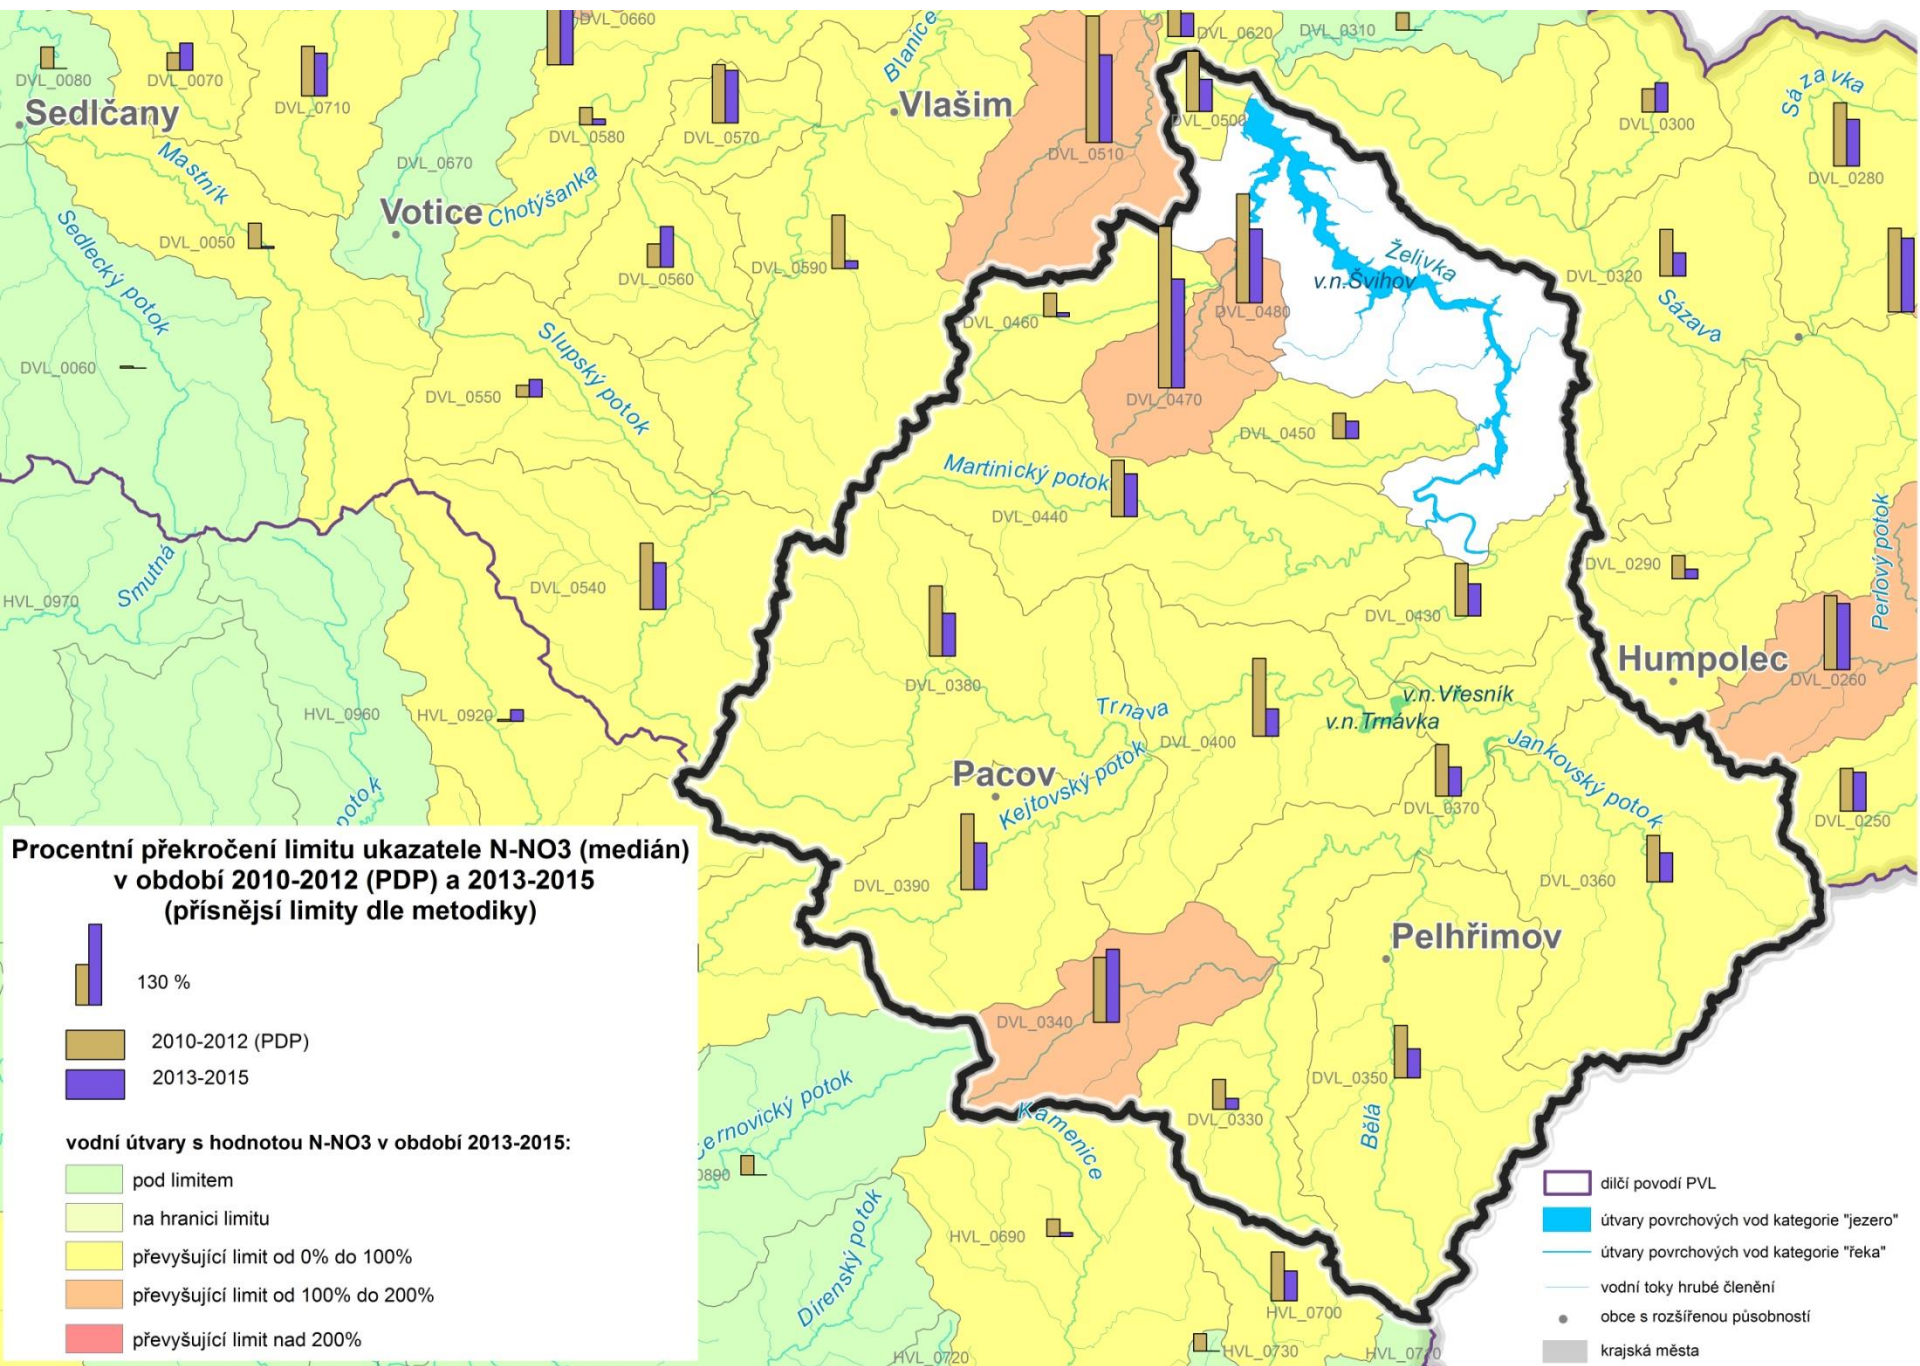 DVL_0660
Blanice
DVL_0620
DVL_0310
DVL_0080
DVL_0070
DVL_0710
Sedlčany
DVL_0580
DVL_0570
Vlašim
DVL_0510
DVL_0500
DVL_0300
Sázavka
DVL_0280
Mastník
DVL_0670
Votice
Chotýšanka
DVL_0050
Sedlecký potok
DVL_0560
DVL_0590
DVL_0460
DVL_0480
Želivka
v.n.Švihov
DVL_0320
Sázava
DVL_0060
DVL_0550
Slupský potok
DVL_0470
DVL_0450
Martinický potok
DVL_0440
Smutná
HVL_0970
DVL_0540
DVL_0430
DVL_0290
Perlový potok
Humpolec
DVL_0260
DVL_0380
HVL_0960
HVL_0920
Trnava
DVL_0400
v.n.Vřesník
v.n.Trnávka
Jankovský potok
Pacov
Kejtovský potok
DVL_0370
DVL_0250
potok
DVL_0390
DVL_0360
Pelhřimov
DVL_0340
DVL_0350
DVL_0330
Bělá
Kamenice
ernovický potok
0890
Dírenský potok
HVL_0690
HVL_0700
HVL_0720
HVL_0730
Procentní překročení limitu ukazatele N-NO3 (medián)
v období 2010-2012 (PDP) a 2013-2015
(přísnějsí limity dle metodiky)
130 %
2010-2012 (PDP)
2013-2015
vodní útvary s hodnotou N-NO3 v období 2013-2015:
pod limitem
na hranici limitu
převyšující limit od 0% do 100%
převyšující limit od 100% do 200%
převyšující limit nad 200%
dilčí povodí PVL
útvary povrchových vod kategorie "jezero"
útvary povrchových vod kategorie "řeka"
vodní toky hrubé členění
obce s rozšířenou působností
krajská města